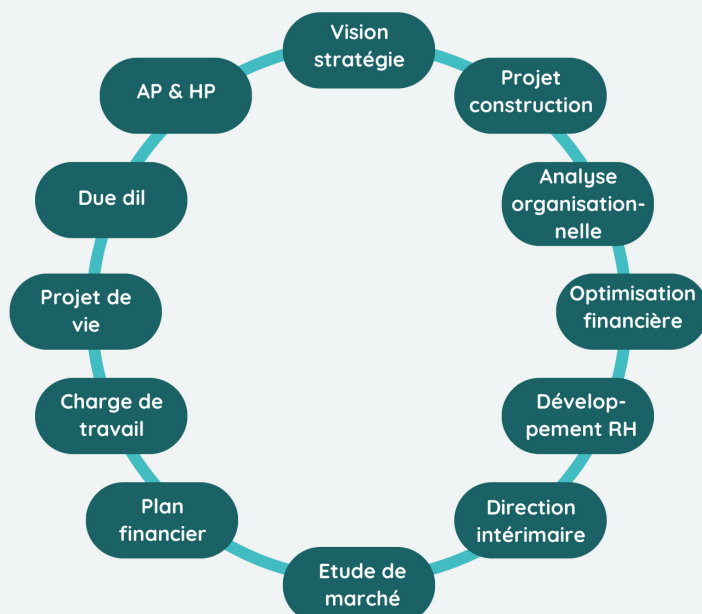 Vision
stratégie
Projet
construction
Analyse
organisation-
nelle
Optimisation
financière
Dévelop-
pement RH
Direction
intérimaire
Etude de
marché
Plan
financier
Charge de
travail
Projet de
vie
Due dil
AP & HP